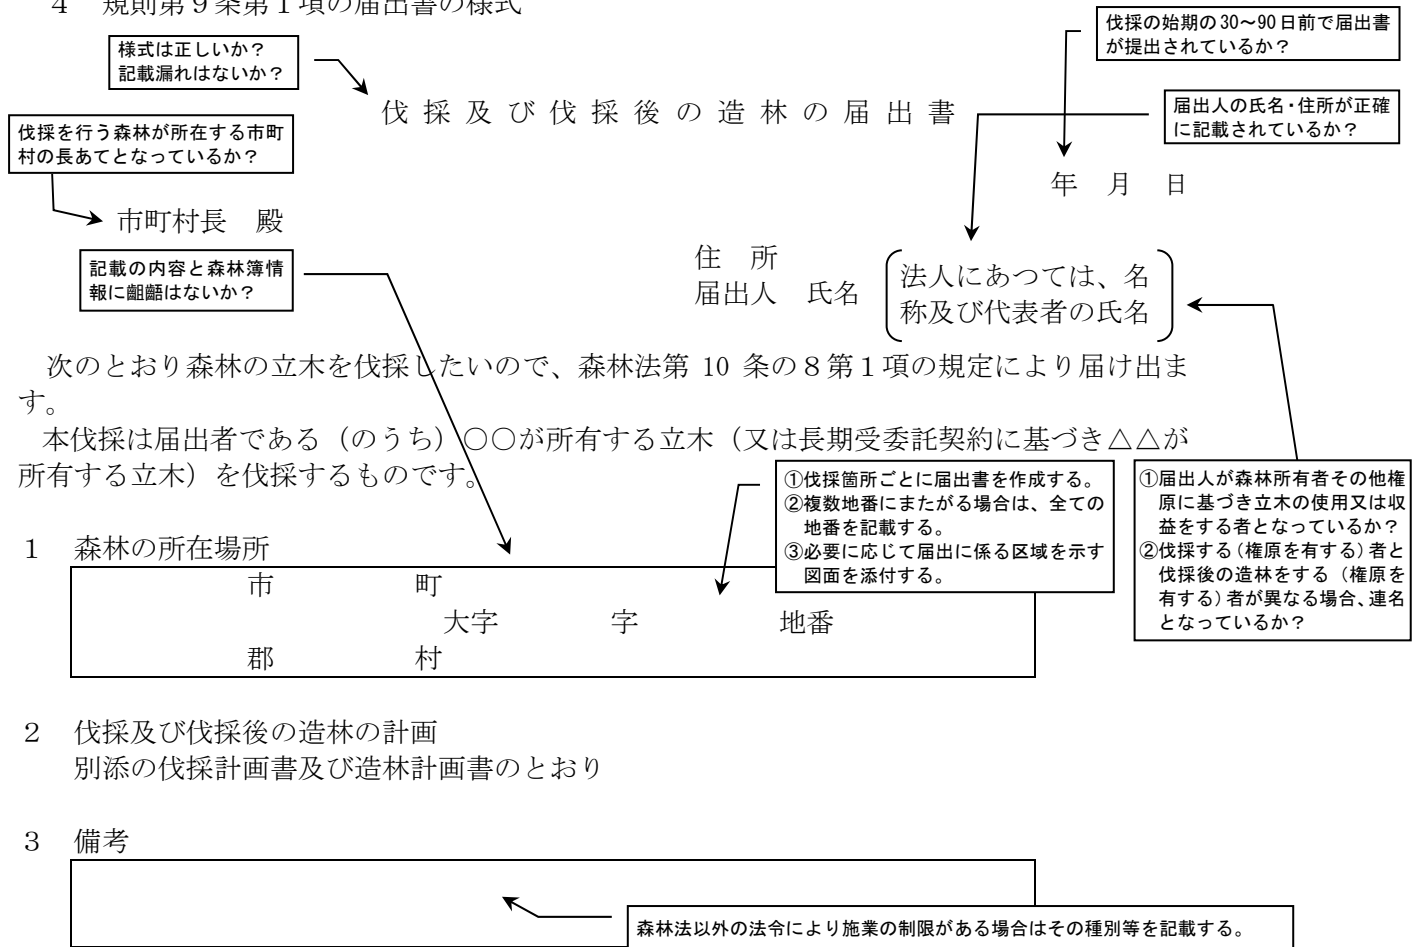 ４　規則第９条第１項の届出書の様式
伐採の始期の30～90日前で届出書
が提出されているか？
様式は正しいか？
記載漏れはないか？
伐採及び伐採後の造林の届出書
届出人の氏名・住所が正確
に記載されているか？
伐採を行う森林が所在する市町
村の長あてとなっているか？
年　月　日
市町村長　殿
記載の内容と森林簿情
報に齟齬はないか？
住　所
届出人　氏名
法人にあつては、名
称及び代表者の氏名
次のとおり森林の立木を伐採したいので、森林法第 10 条の８第１項の規定により届け出ま
す。
本伐採は届出者である（のうち）〇〇が所有する立木（又は長期受委託契約に基づき△△が
所有する立木）を伐採するものです。
①伐採箇所ごとに届出書を作成する。
②複数地番にまたがる場合は、全ての
地番を記載する。
③必要に応じて届出に係る区域を示す
図面を添付する。
①届出人が森林所有者その他権
原に基づき立木の使用又は収
益をする者となっているか？
②伐採する（権原を有する）者と
伐採後の造林をする（権原を
有する）者が異なる場合、連名
となっているか？
１　森林の所在場所
市　　町
大字　　字　　地番
郡　　村
２　伐採及び伐採後の造林の計画
別添の伐採計画書及び造林計画書のとおり
３　備考
森林法以外の法令により施業の制限がある場合はその種別等を記載する。